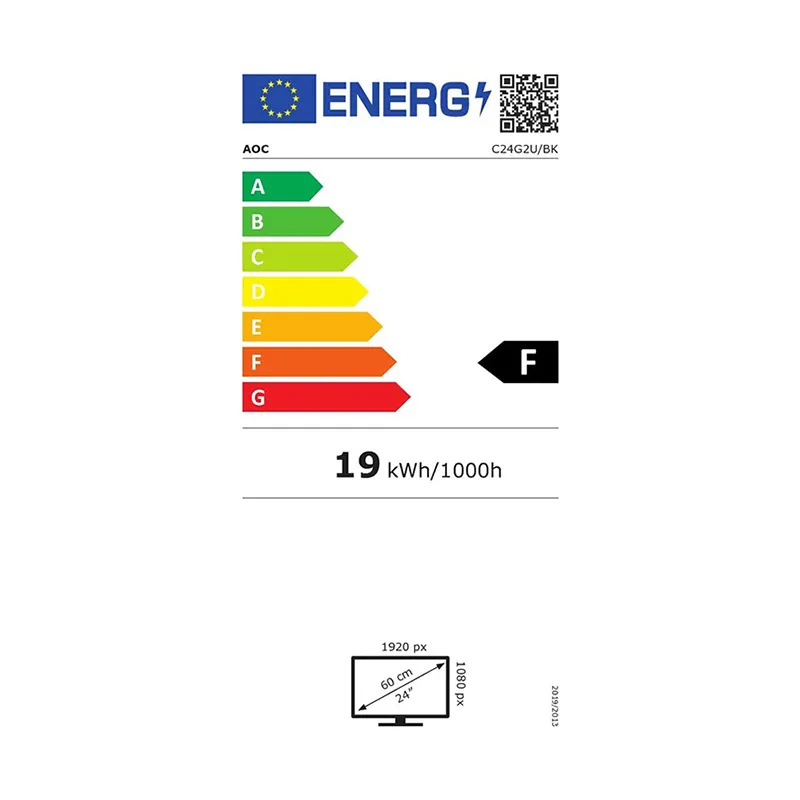 ENERG
AOC C24G2U/BK
A
B
C
D
E
F
F
G
19 kWh/1000h
1920 px
1080 px
60 cm
24"
2019/2013